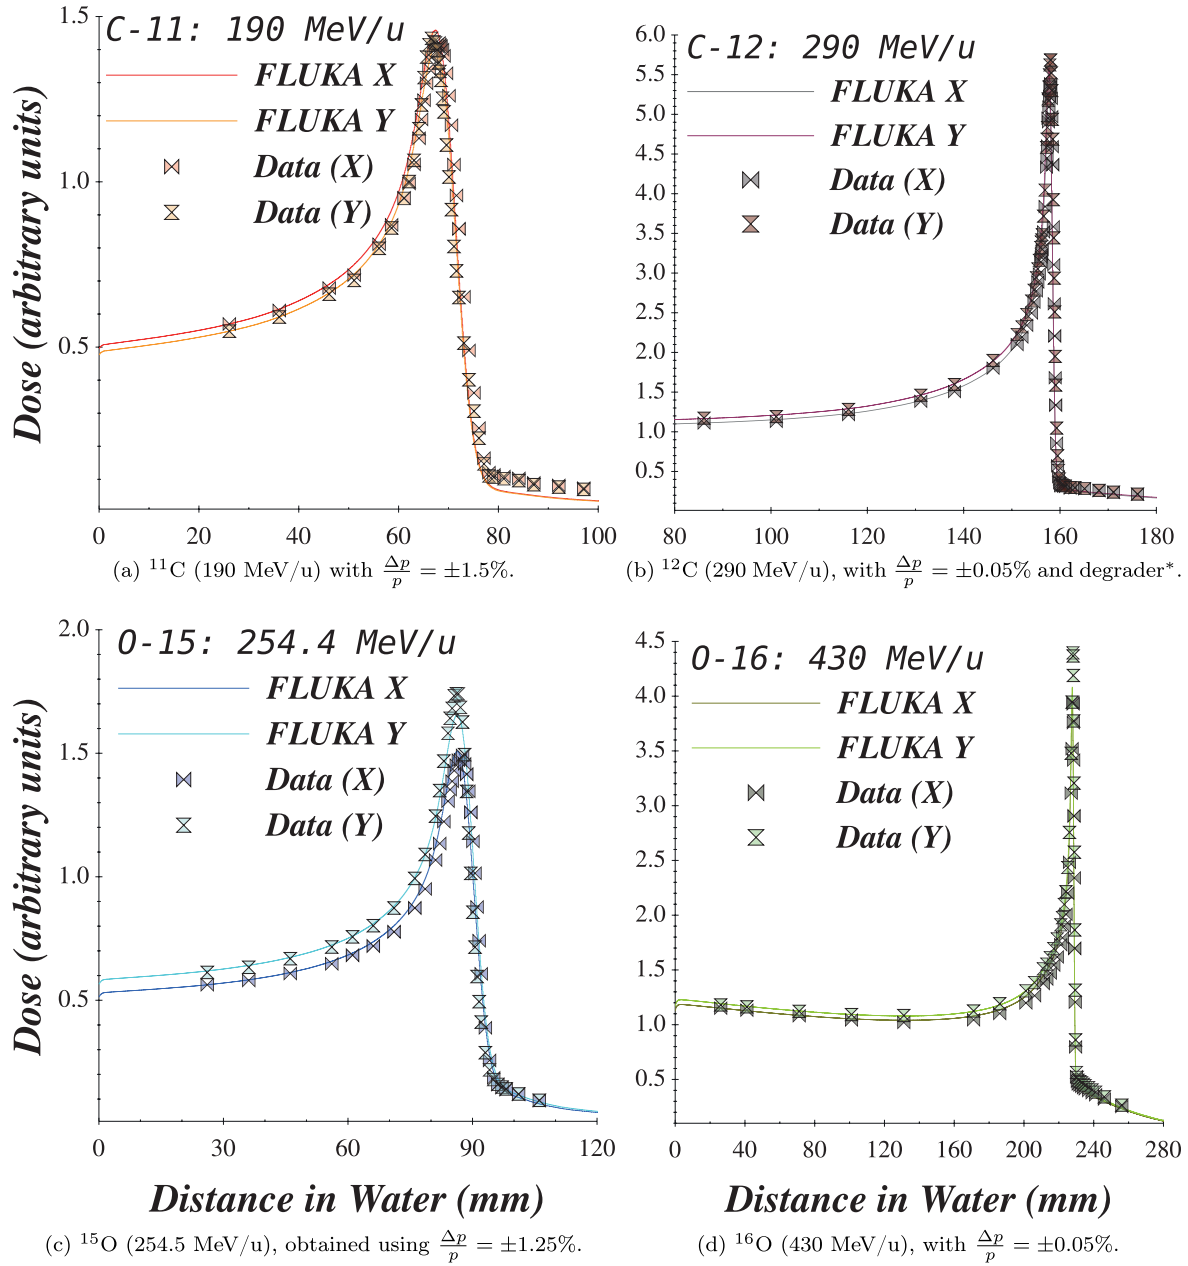 C-11: 190 MeV/u
FLUKA X
FLUKA Y
Data (X)
Data (Y)
Dose (arbitrary units)
1.5
1.0
0.5
0 20 40 60 80 100
(a) ¹¹C (190 MeV/u) with Δp/p = ±1.5%.
C-12: 290 MeV/u
FLUKA X
FLUKA Y
Data (X)
Data (Y)
6.0
5.5
5.0
4.5
4.0
3.5
3.0
2.5
2.0
1.5
1.0
0.5
80 100 120 140 160 180
(b) ¹²C (290 MeV/u), with Δp/p = ±0.05% and degrader*.
O-15: 254.4 MeV/u
FLUKA X
FLUKA Y
Data (X)
Data (Y)
Dose (arbitrary units)
2.0
1.5
1.0
0.5
0 30 60 90 120
Distance in Water (mm)
(c) ¹⁵O (254.5 MeV/u), obtained using Δp/p = ±1.25%.
O-16: 430 MeV/u
FLUKA X
FLUKA Y
Data (X)
Data (Y)
4.5
4.0
3.5
3.0
2.5
2.0
1.5
1.0
0.5
0 40 80 120 160 200 240 280
Distance in Water (mm)
(d) ¹⁶O (430 MeV/u), with Δp/p = ±0.05%.